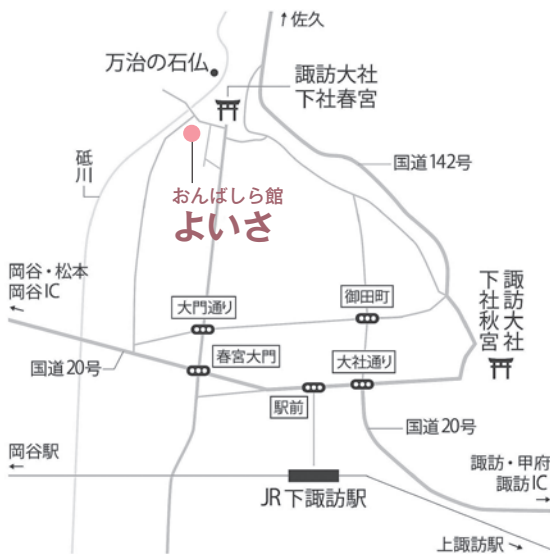 ↑佐久
万治の石仏
諏訪大社
下社春宮
砥川
国道142号
おんばしら館
よいさ
岡谷・松本
岡谷IC
←
大門通り
御田町
諏訪大社
下社秋宮
国道20号
春宮大門
大社通り
駅前
岡谷駅
←
国道20号
諏訪・甲府
諏訪IC
→
JR下諏訪駅
上諏訪駅→